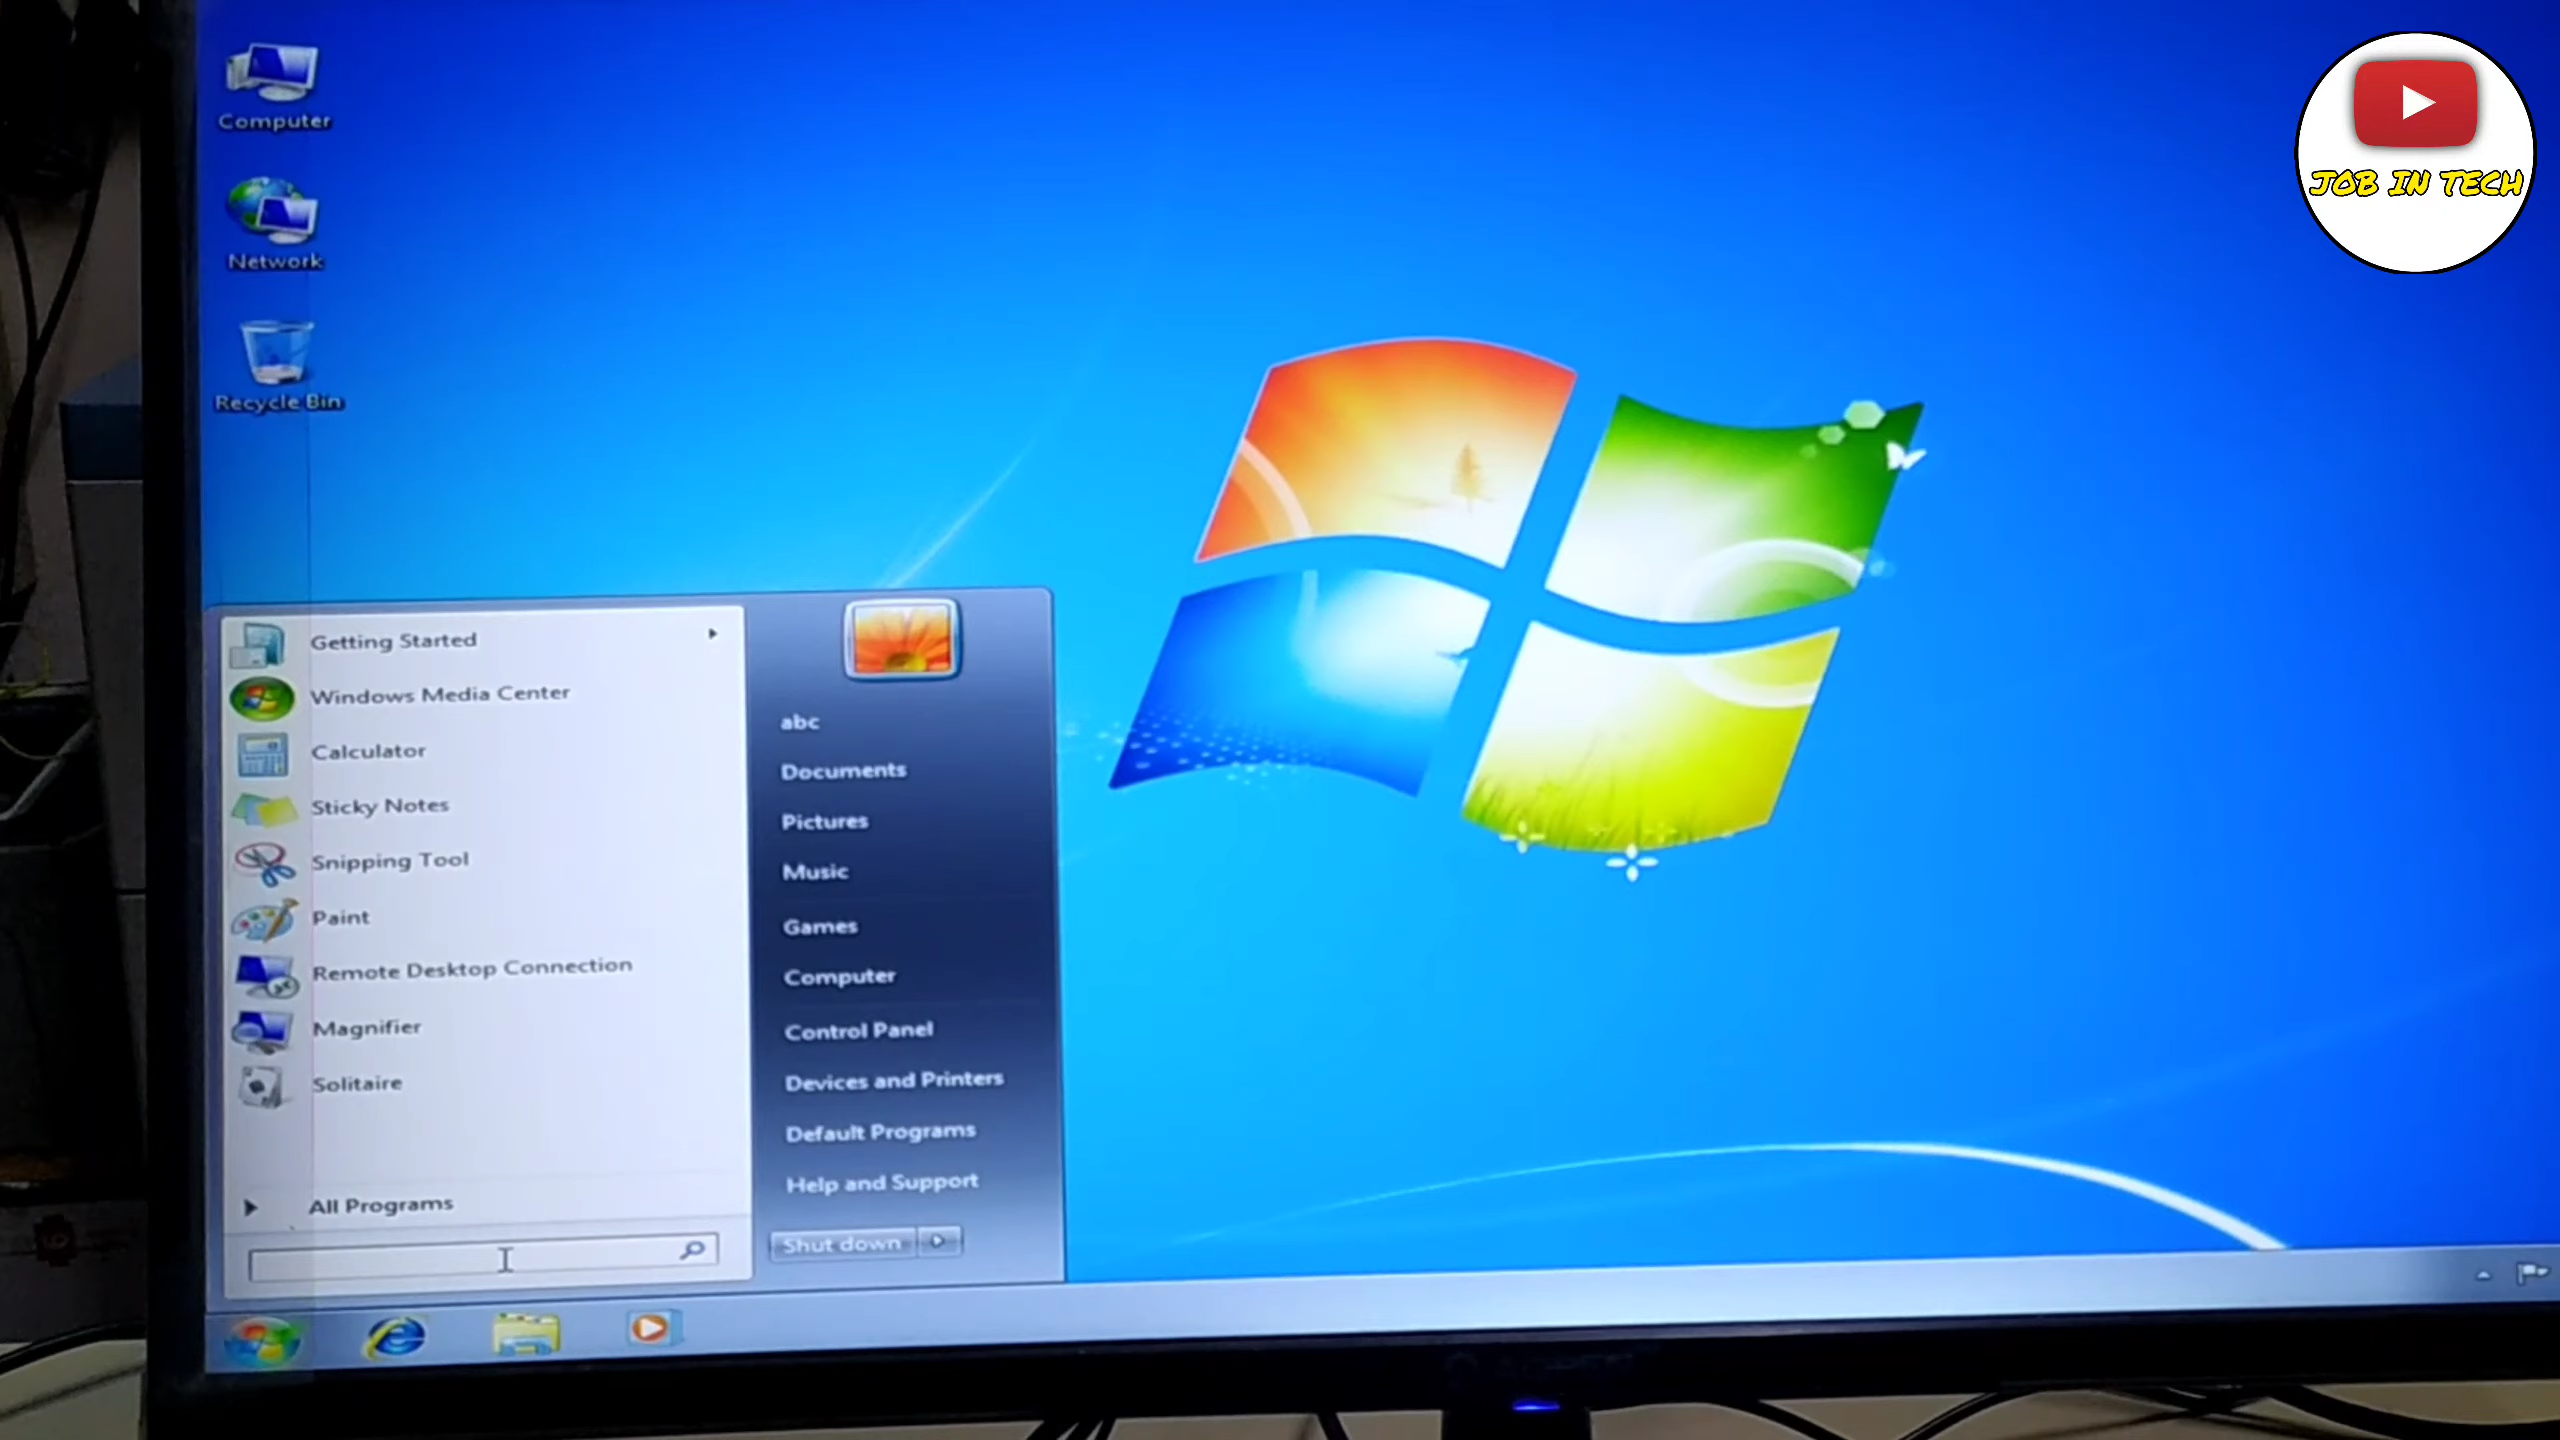 Computer
Network
Recycle Bin
JOB IN TECH
Getting Started
Windows Media Center
Calculator
Sticky Notes
Snipping Tool
Paint
Remote Desktop Connection
Magnifier
Solitaire
All Programs
abc
Documents
Pictures
Music
Games
Computer
Control Panel
Devices and Printers
Default Programs
Help and Support
Shut down